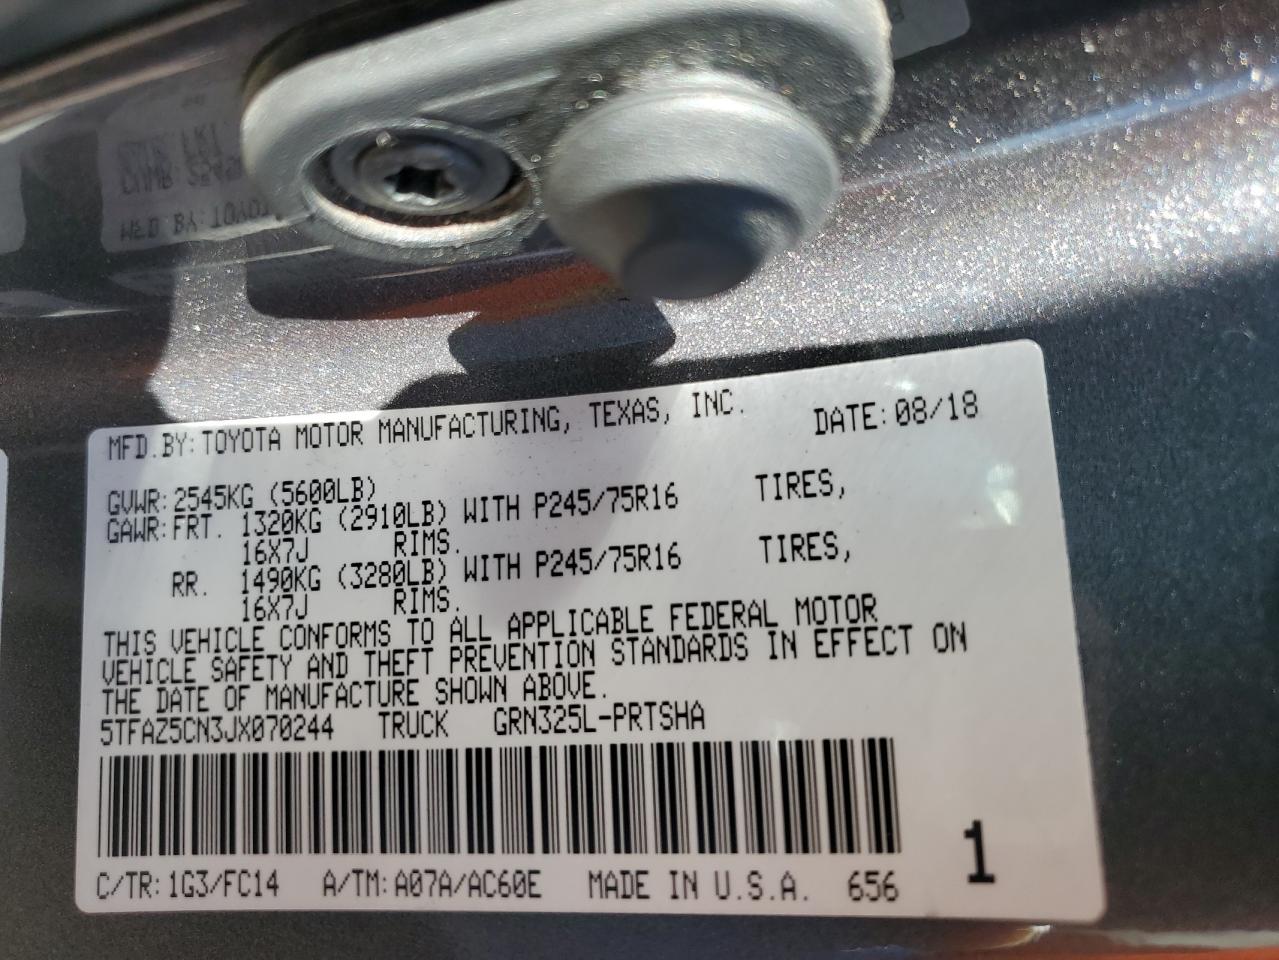 MFD.BY:TOYOTA MOTOR MANUFACTURING, TEXAS, INC. DATE:08/18
GVWR:2545KG (5600LB)
GAWR:FRT. 1320KG (2910LB) WITH P245/75R16 TIRES,
16X7J RIMS.
RR. 1490KG (3280LB) WITH P245/75R16 TIRES,
16X7J RIMS.
THIS VEHICLE CONFORMS TO ALL APPLICABLE FEDERAL MOTOR
VEHICLE SAFETY AND THEFT PREVENTION STANDARDS IN EFFECT ON
THE DATE OF MANUFACTURE SHOWN ABOVE.
5TFAZ5CN3JX070244 TRUCK GRN325L-PRTSHA
C/TR:1G3/FC14 A/TM:A07A/AC60E MADE IN U.S.A. 656 1